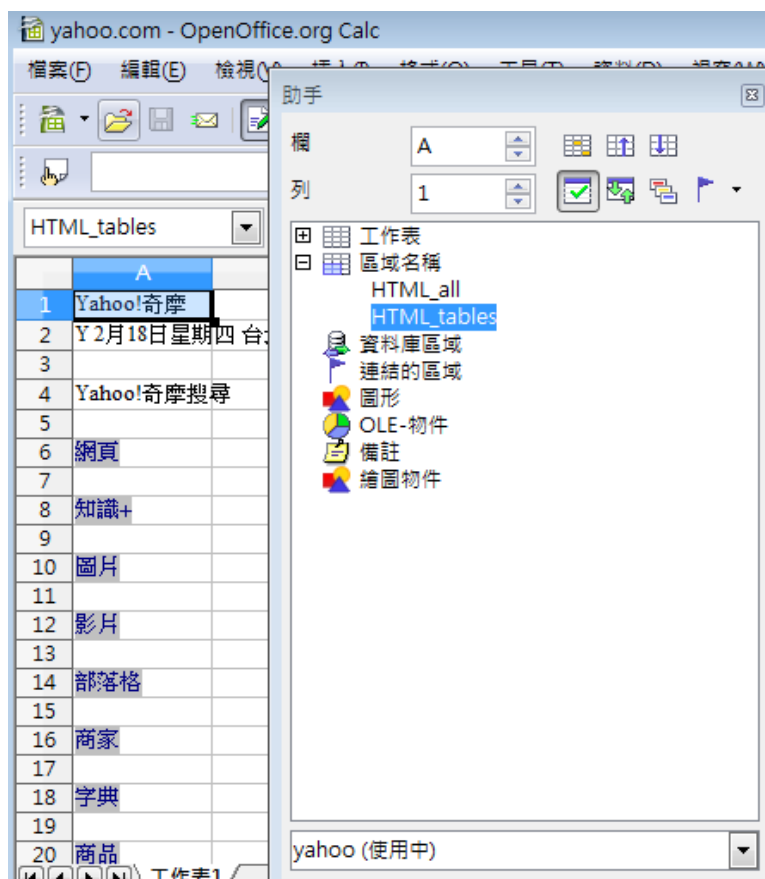 yahoo.com - OpenOffice.org Calc
檔案(F) 編輯(E) 檢視(V)
助手
欄 A
列 1
HTML_tables
工作表
區域名稱
HTML_all
HTML_tables
資料庫區域
連結的區域
圖形
OLE-物件
備註
繪圖物件
A
1 Yahoo!奇摩
2 Y 2月18日星期四 台
3
4 Yahoo!奇摩搜尋
5
6 網頁
7
8 知識+
9
10 圖片
11
12 影片
13
14 部落格
15
16 商家
17
18 字典
19
20 商品
工作表1
yahoo (使用中)